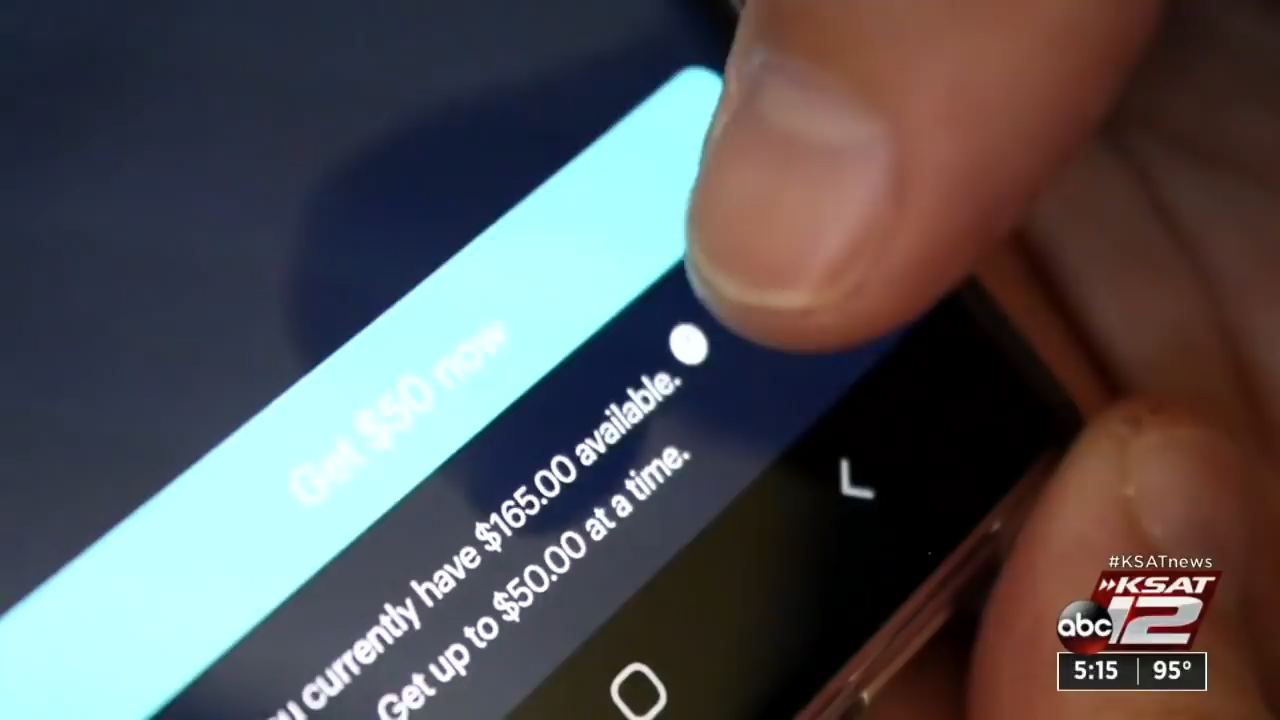 Get $50 now
u currently have $165.00 available.
Get up to $50.00 at a time.
#KSATnews
KSAT
abc 12
5:15 95°